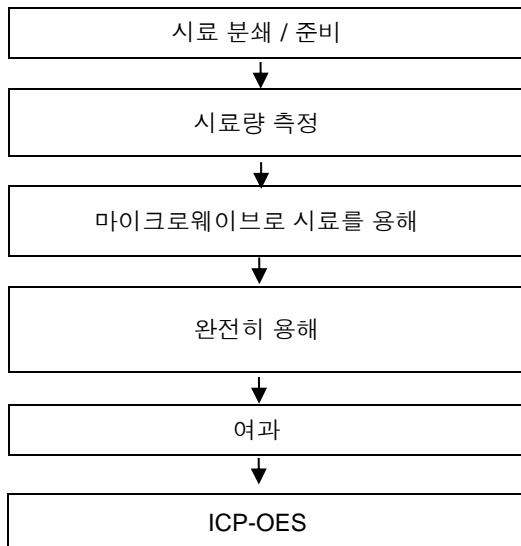 시료 분쇄 / 준비
시료량 측정
마이크로웨이브로 시료를 용해
완전히 용해
여과
ICP-OES